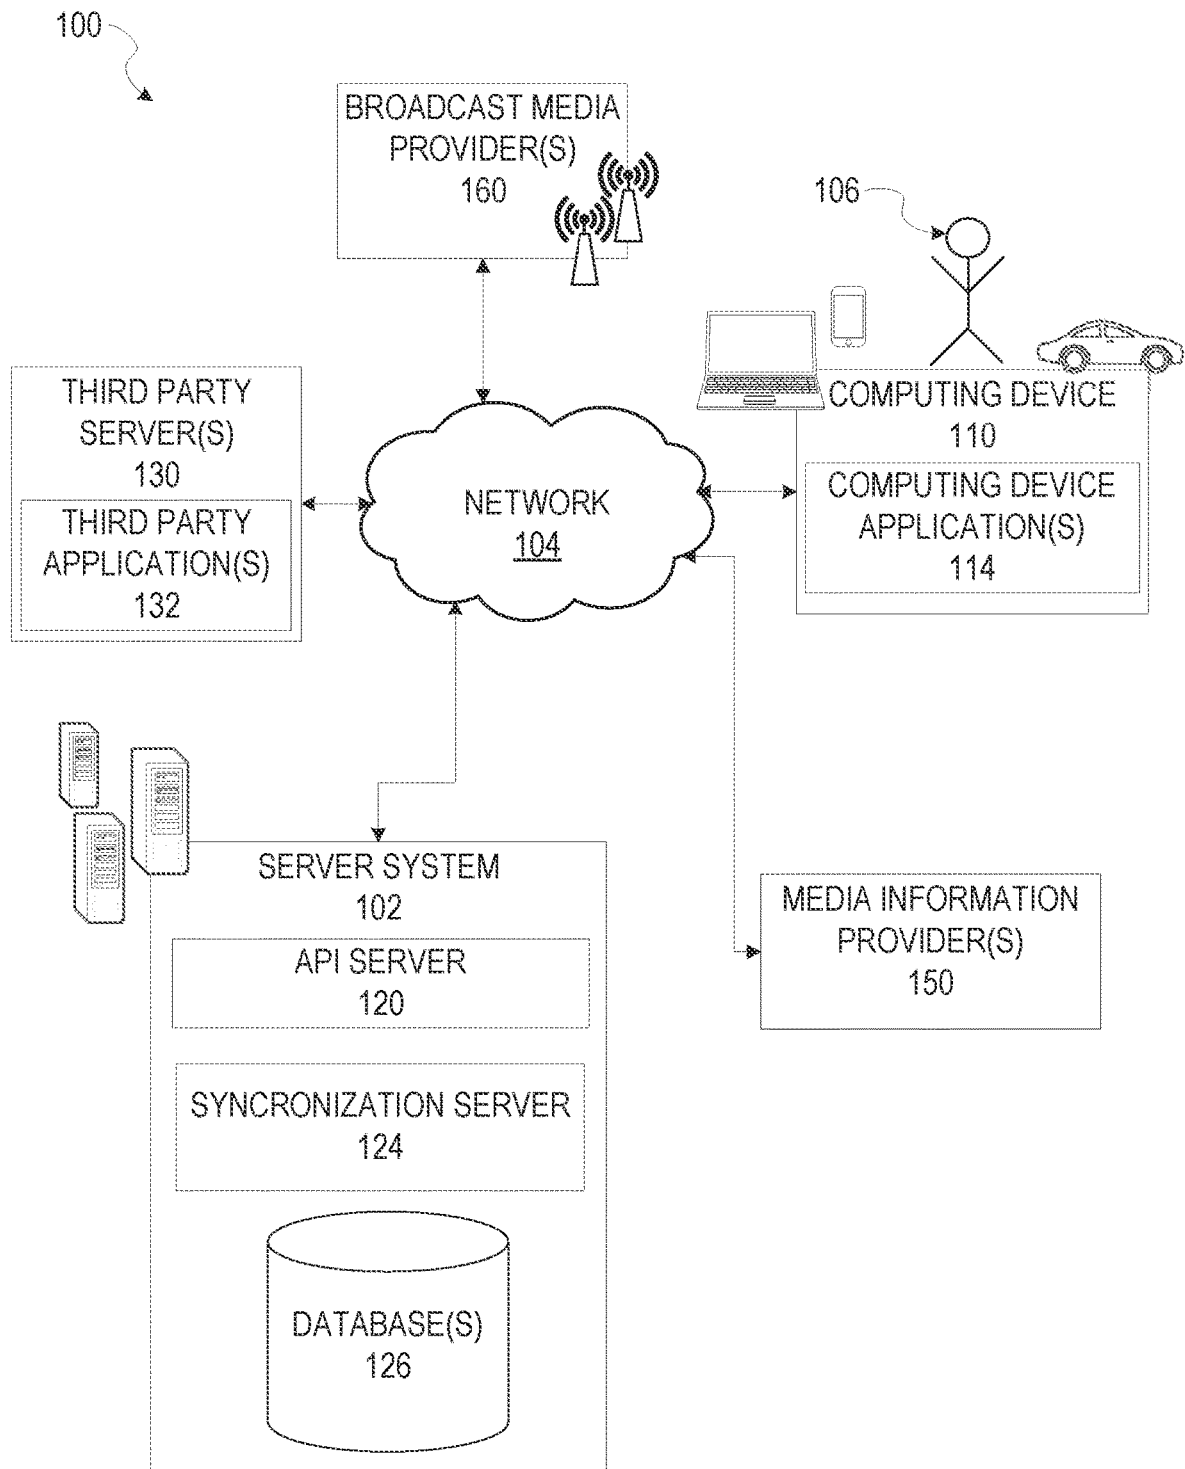 100
BROADCAST MEDIA
PROVIDER(S)
160
106
THIRD PARTY
SERVER(S)
130
THIRD PARTY
APPLICATION(S)
132
NETWORK
104
COMPUTING DEVICE
110
COMPUTING DEVICE
APPLICATION(S)
114
SERVER SYSTEM
102
API SERVER
120
SYNCRONIZATION SERVER
124
DATABASE(S)
126
MEDIA INFORMATION
PROVIDER(S)
150